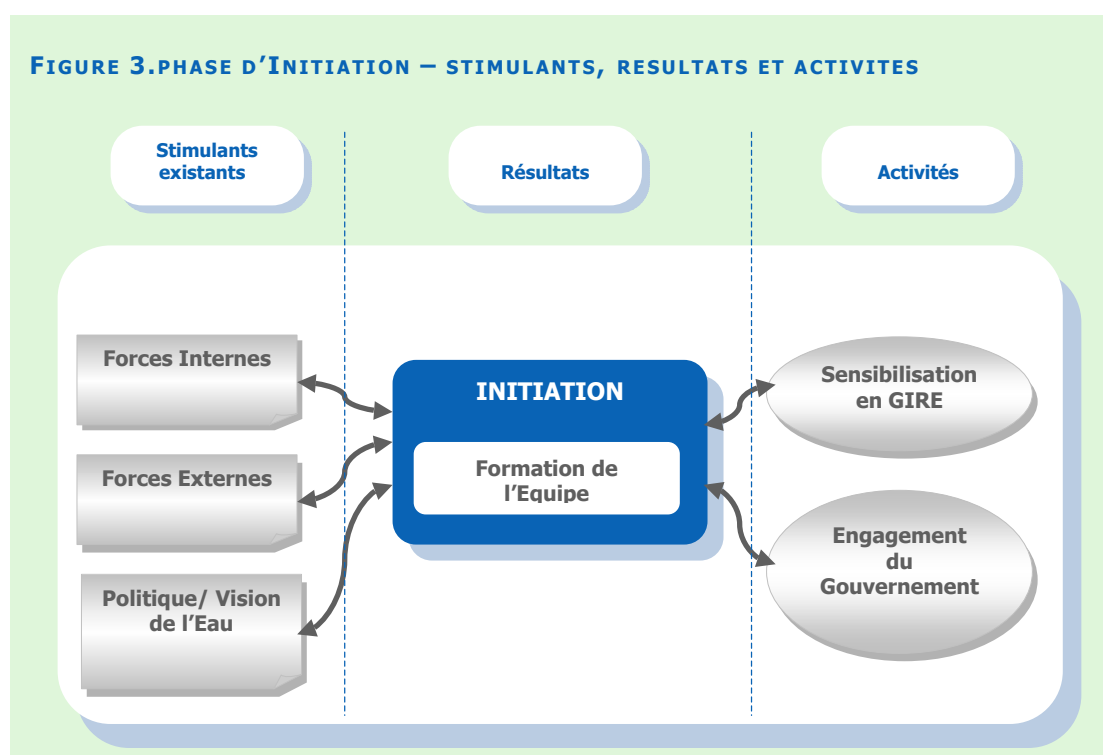 FIGURE 3.PHASE D'INITIATION – STIMULANTS, RESULTATS ET ACTIVITES
Stimulants
existants
Résultats
Activités
Forces Internes
Forces Externes
Politique/ Vision
de l'Eau
INITIATION
Formation de
l'Equipe
Sensibilisation
en GIRE
Engagement
du
Gouvernement